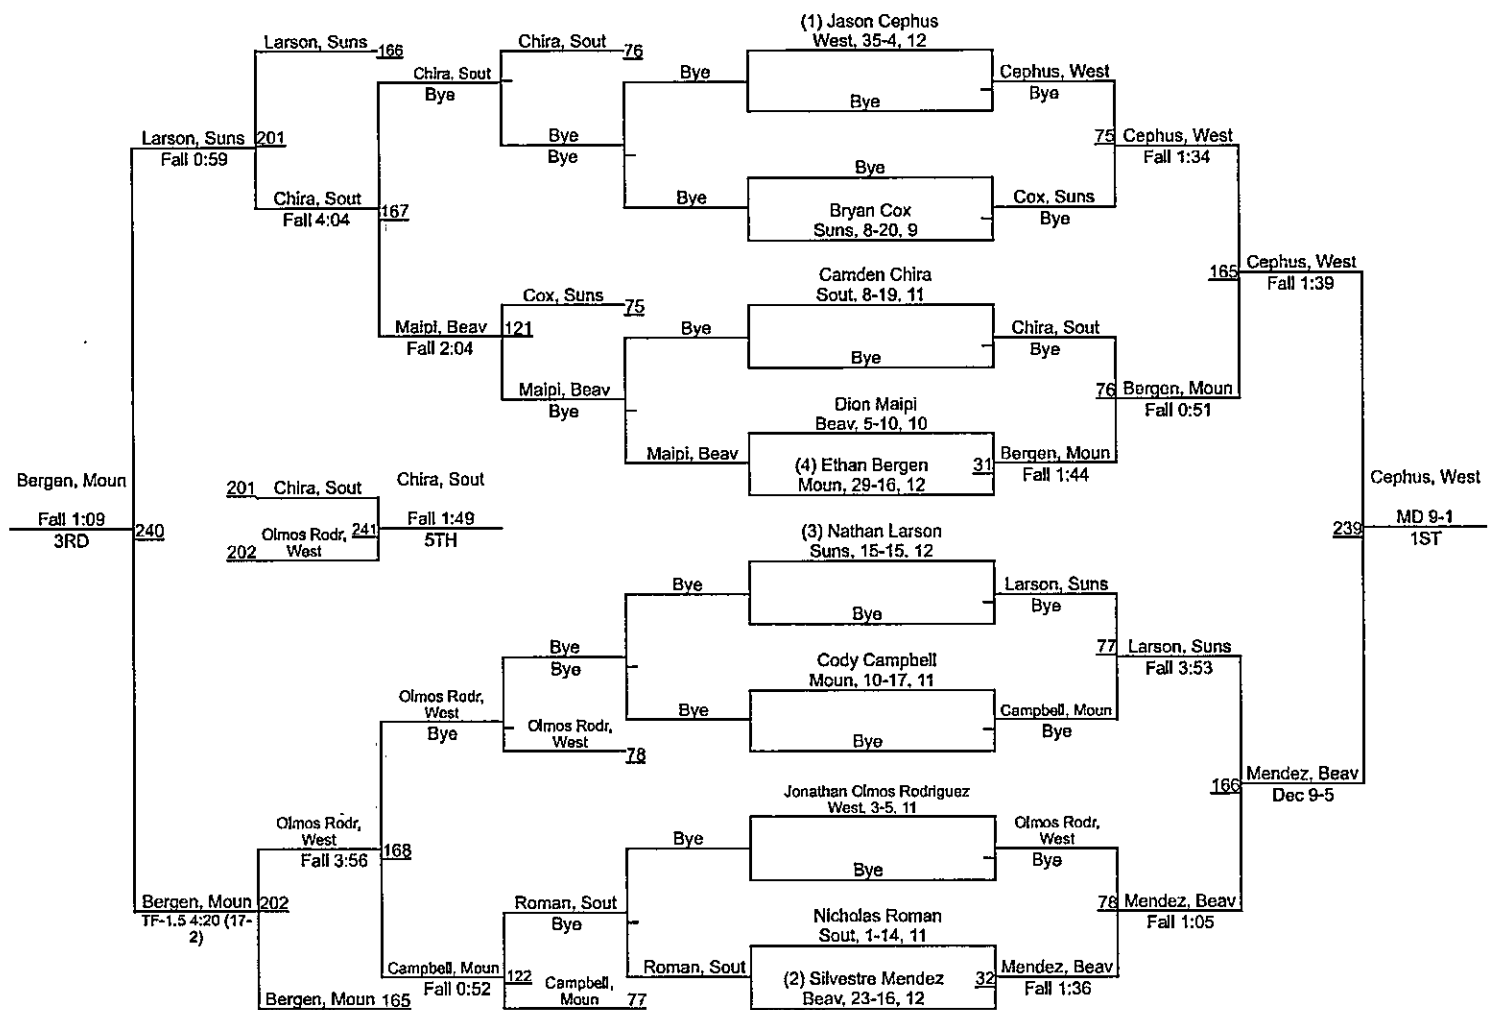 (1) Jason Cephus
West, 35-4, 12
Larson, Suns 166
Chira, Sout 76
Chira, Sout
Bye
Bye
Bye
Cephus, West
Bye
Larson, Suns 201
Fall 0:59
Bye
Bye
75 Cephus, West
Fall 1:34
Chira, Sout 167
Fall 4:04
Bye
Bye
Bryan Cox
Suns, 8-20, 9
Cox, Suns
Bye
165 Cephus, West
Fall 1:39
Camden Chira
Sout, 8-19, 11
Cox, Suns 75
Maipi, Beav 121
Fall 2:04
Bye
Bye
Chira, Sout
Bye
Maipi, Beav
Bye
76 Bergen, Moun
Fall 0:51
Dion Maipi
Beav, 5-10, 10
Maipi, Beav
(4) Ethan Bergen 31
Moun, 29-16, 12
Bergen, Moun
Fall 1:44
Bergen, Moun
Fall 1:09
3RD
240
201 Chira, Sout
202 Olmos Rodr,
West
241
Chira, Sout
Fall 1:49
5TH
Cephus, West
239 MD 9-1
1ST
(3) Nathan Larson
Suns, 15-15, 12
Bye
Bye
Larson, Suns
Bye
Bye
Bye
77 Larson, Suns
Fall 3:53
Cody Campbell
Moun, 10-17, 11
Bye
Bye
Campbell, Moun
Bye
Olmos Rodr,
West
Bye
Olmos Rodr,
West 78
166 Mendez, Beav
Dec 9-5
Jonathan Olmos Rodriguez
West, 3-5, 11
Bye
Bye
Olmos Rodr,
West
Bye
Olmos Rodr,
West
Fall 3:56
168
Bergen, Moun 202
TF-1.5 4:20 (17-
2)
Roman, Sout
Bye
78 Mendez, Beav
Fall 1:05
Nicholas Roman
Sout, 1-14, 11
Roman, Sout
(2) Silvestre Mendez 32
Beav, 23-16, 12
Mendez, Beav
Fall 1:36
Campbell, Moun 122
Fall 0:52
Campbell,
Moun 77
Bergen, Moun 165